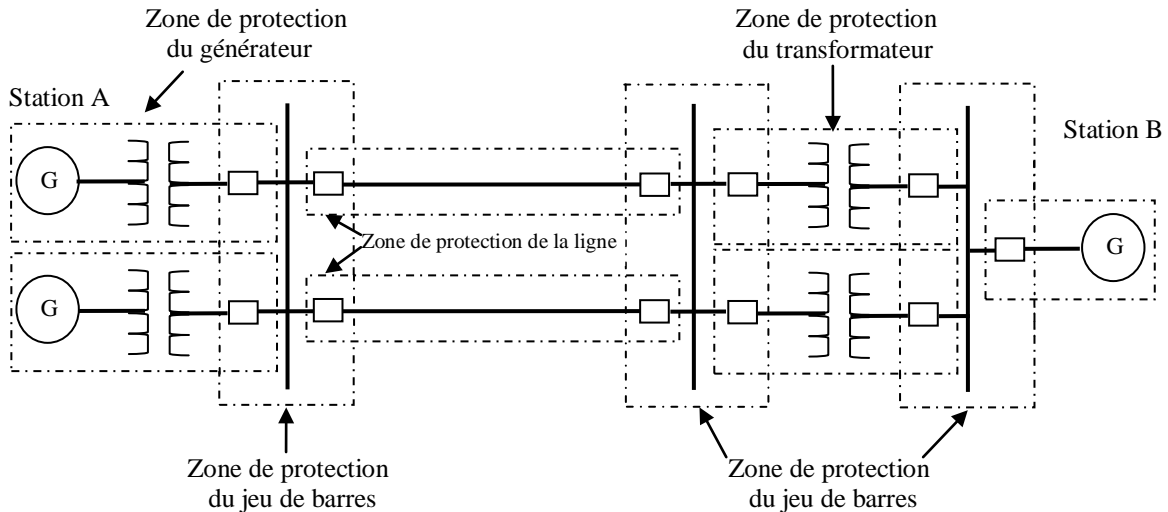 Zone de protection
du générateur
Zone de protection
du transformateur
Station A
Station B
G
G
Zone de protection de la ligne
G
Zone de protection
du jeu de barres
Zone de protection
du jeu de barres